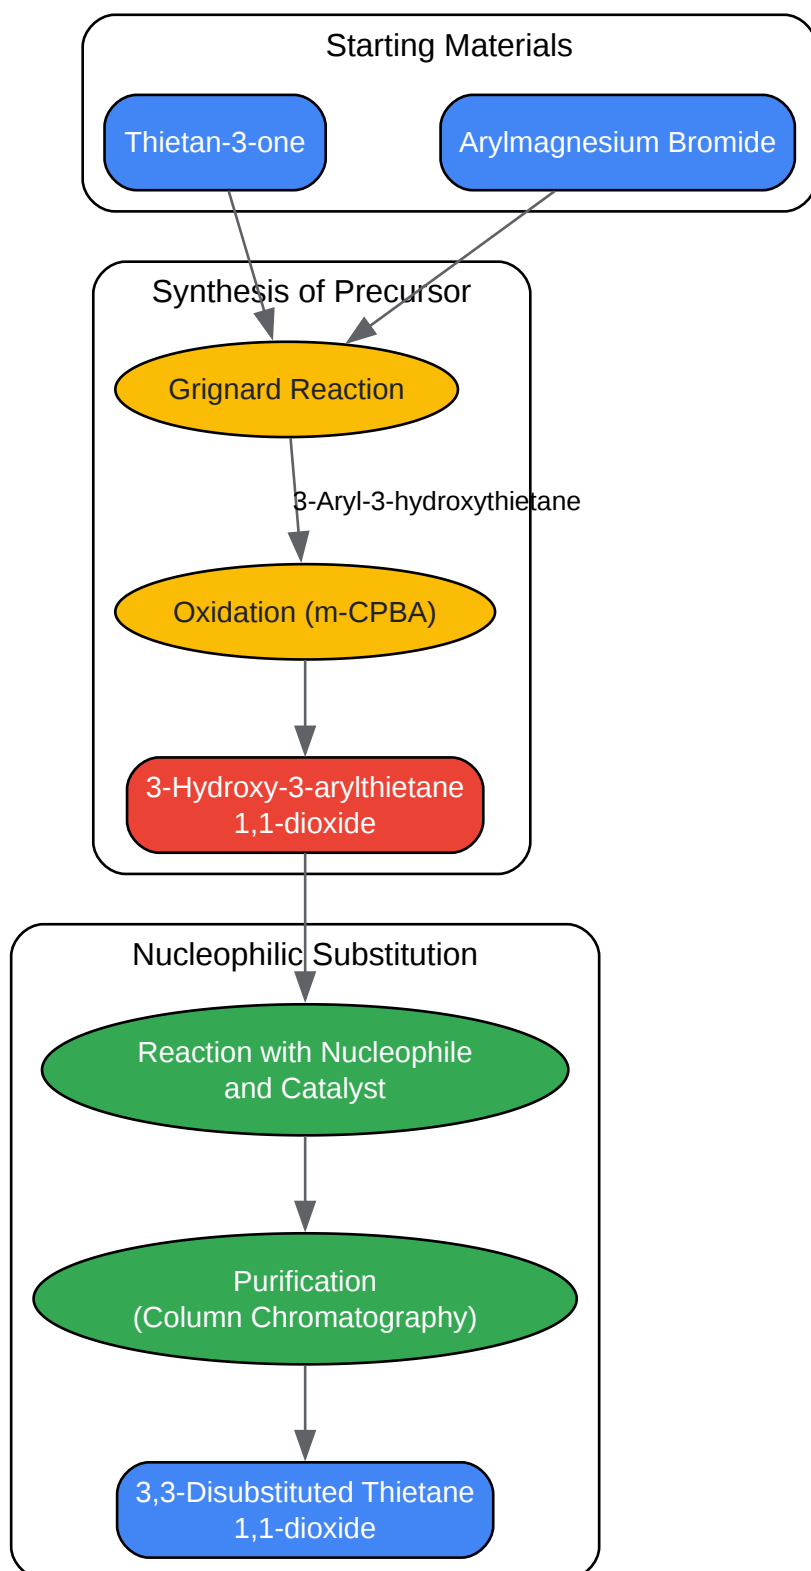 Starting Materials
Thietan-3-one
Arylmagnesium Bromide
Synthesis of Precursor
Grignard Reaction
3-Aryl-3-hydroxythietane
Oxidation (m-CPBA)
3-Hydroxy-3-arylthietane
1,1-dioxide
Nucleophilic Substitution
Reaction with Nucleophile
and Catalyst
Purification
(Column Chromatography)
3,3-Disubstituted Thietane
1,1-dioxide